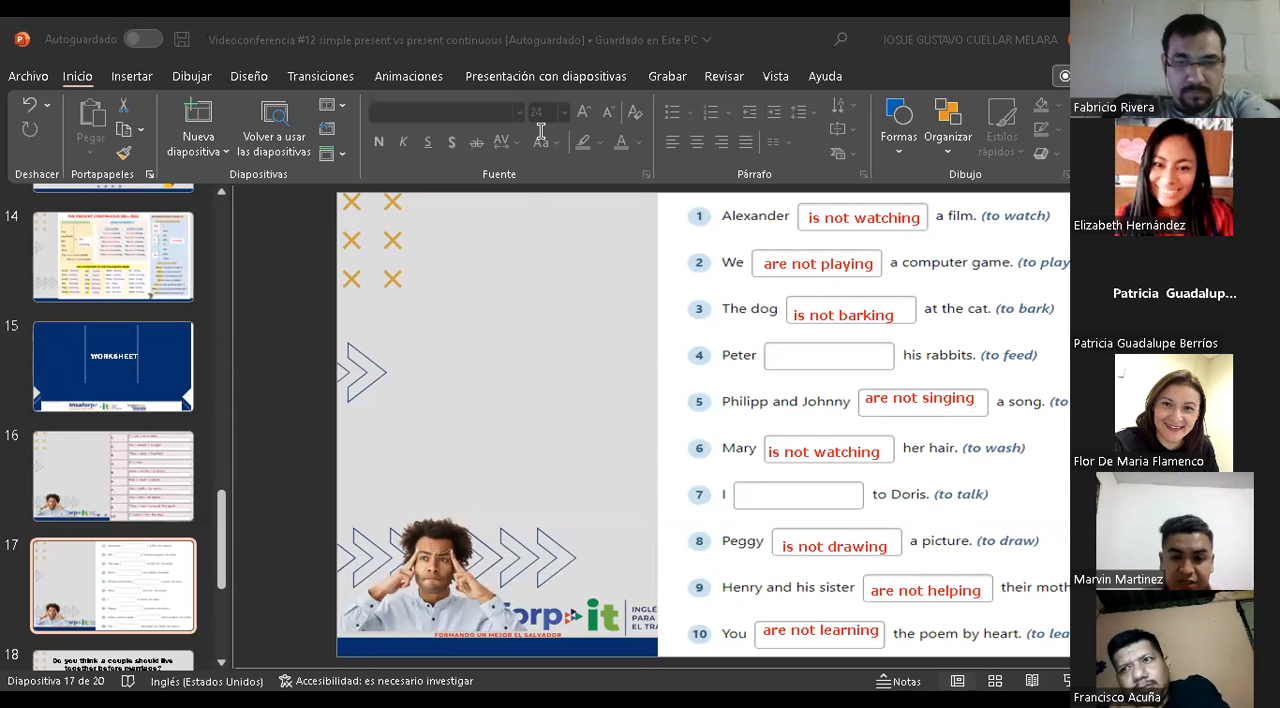 Autoguardado
Videoconferencia #12 simple present vs present continuous [Autoguardado] • Guardado en Este PC
JOSUE GUSTAVO CUELLAR MELARA
Archivo Inicio Insertar Dibujar Diseño Transiciones Animaciones Presentación con diapositivas Grabar Revisar Vista Ayuda
Pegar
Nueva diapositiva
Volver a usar las diapositivas
24
N K S S ab AV Aa A
Formas Organizar Estilos rápidos
Deshacer Portapapeles Diapositivas Fuente Párrafo Dibujo
14
15
WORKSHEET
16
17
18
Do you think a couple should live
together before marriage?
1 Alexander is not watching a film. (to watch)
2 We playing a computer game. (to play
3 The dog is not barking at the cat. (to bark)
4 Peter his rabbits. (to feed)
5 Philipp and Johnny are not singing a song. (to
6 Mary is not watching her hair. (to wash)
7 I to Doris. (to talk)
8 Peggy is not drawing a picture. (to draw)
9 Henry and his sister are not helping their moth
10 You are not learning the poem by heart. (to lea
INGLÉ
PARA
EL TRA
FORMANDO UN MEJOR EL SALVADOR
Diapositiva 17 de 20 Inglés (Estados Unidos) Accesibilidad: es necesario investigar Notas
Fabricio Rivera
Elizabeth Hernández
Patricia Guadalup...
Patricia Guadalupe Berríos
Flor De Maria Flamenco
Marvin Martinez
Francisco Acuña